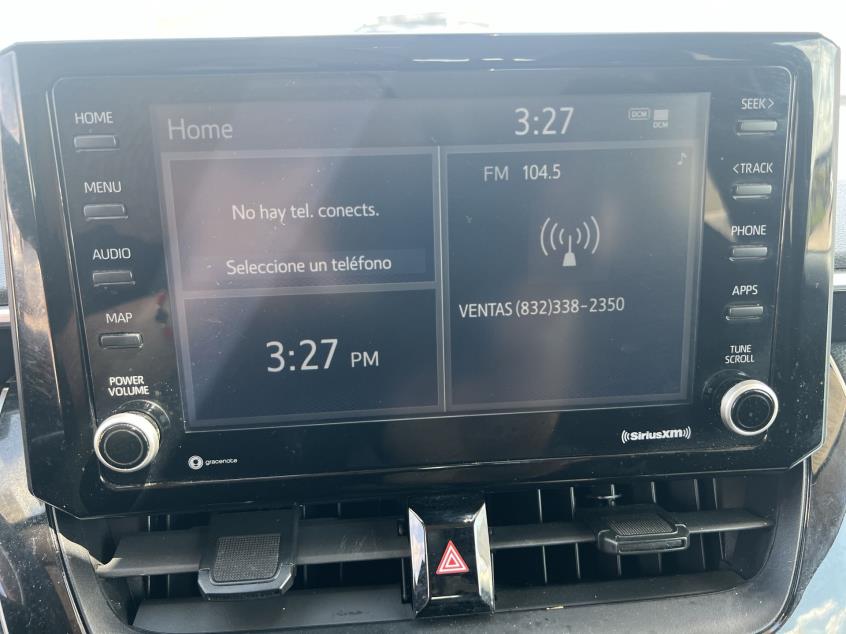 HOME
MENU
AUDIO
MAP
POWER
VOLUME
Home
3:27
DCM
DCM
No hay tel. conects.
Seleccione un teléfono
3:27 PM
FM 104.5
VENTAS (832)338-2350
SEEK>
<TRACK
PHONE
APPS
TUNE
SCROLL
gracenote
((SiriusXM))